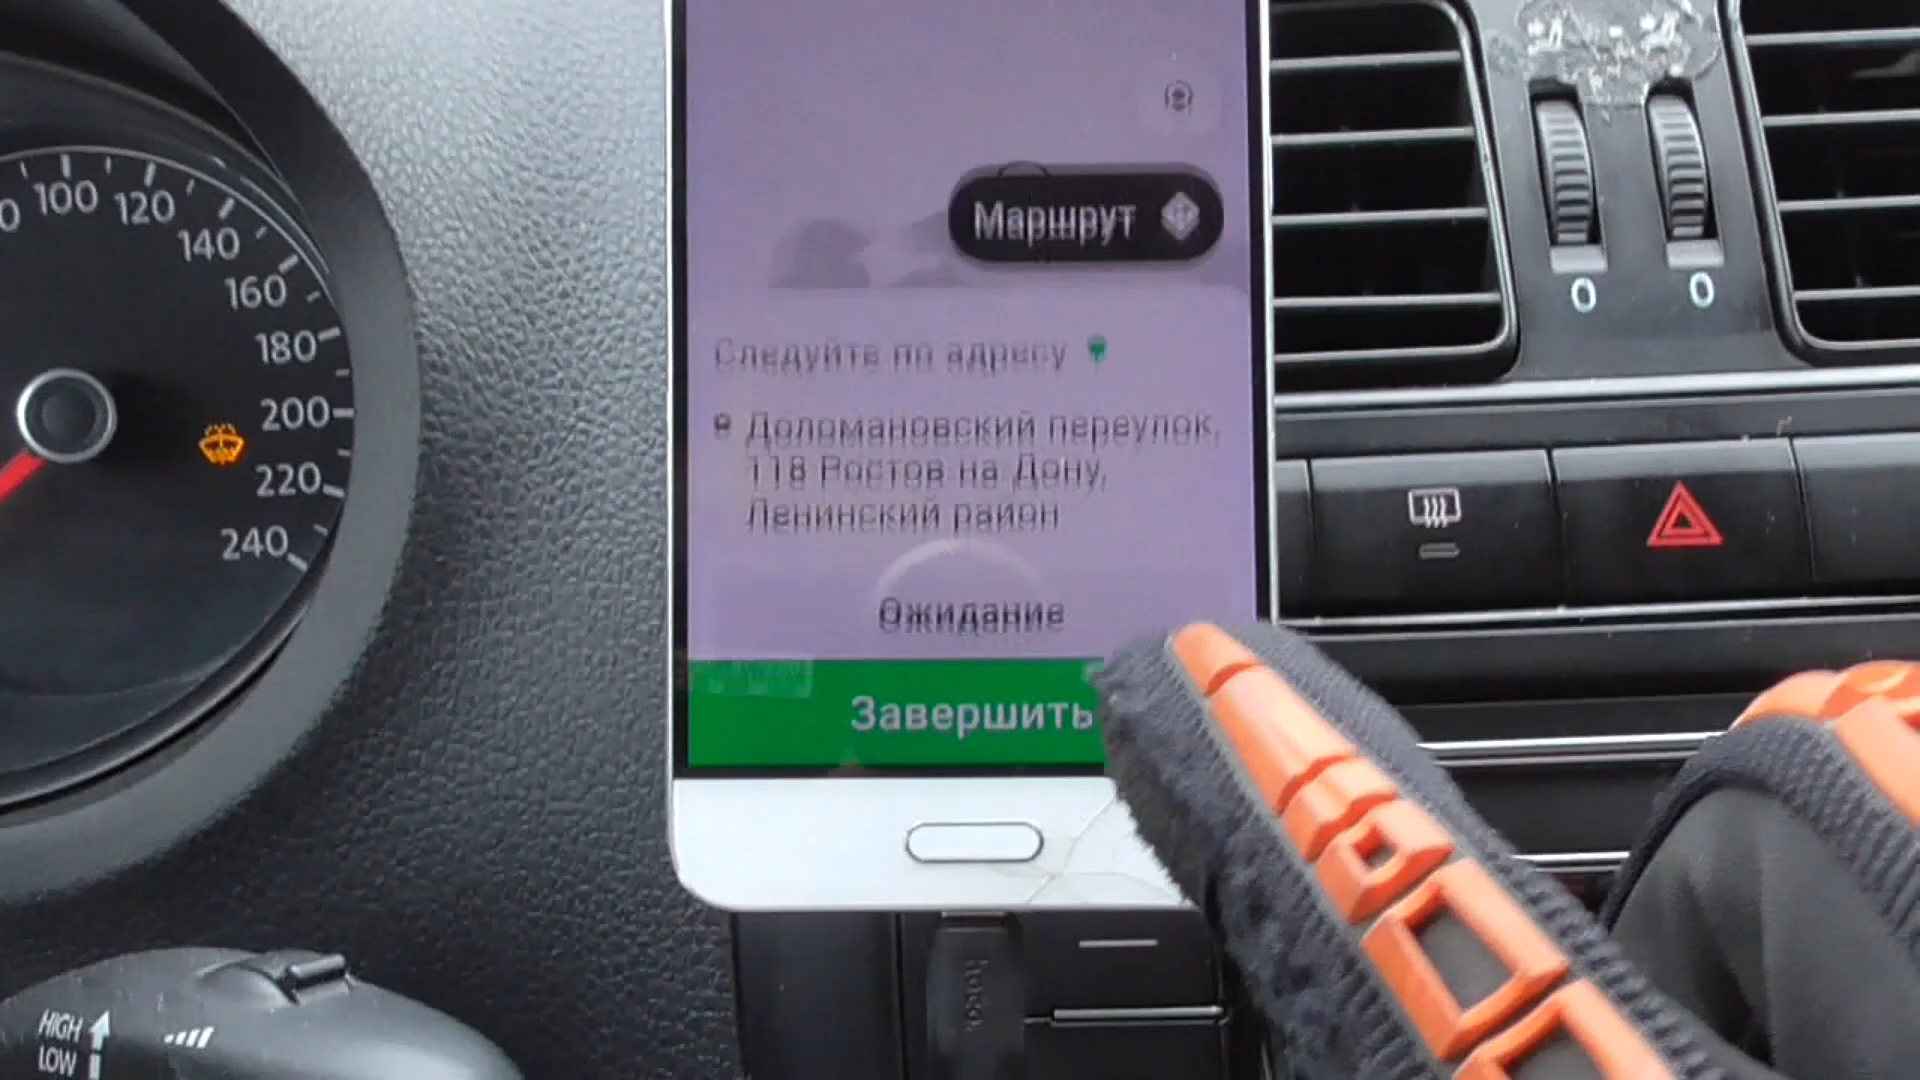 100
120
140
160
180
200
220
240
Маршрут
Следуйте по адресу
Доломановский переулок,
118 Ростов на Дону,
Ленинский район
Ожидание
Завершить
0
0
hoco.
HIGH
LOW